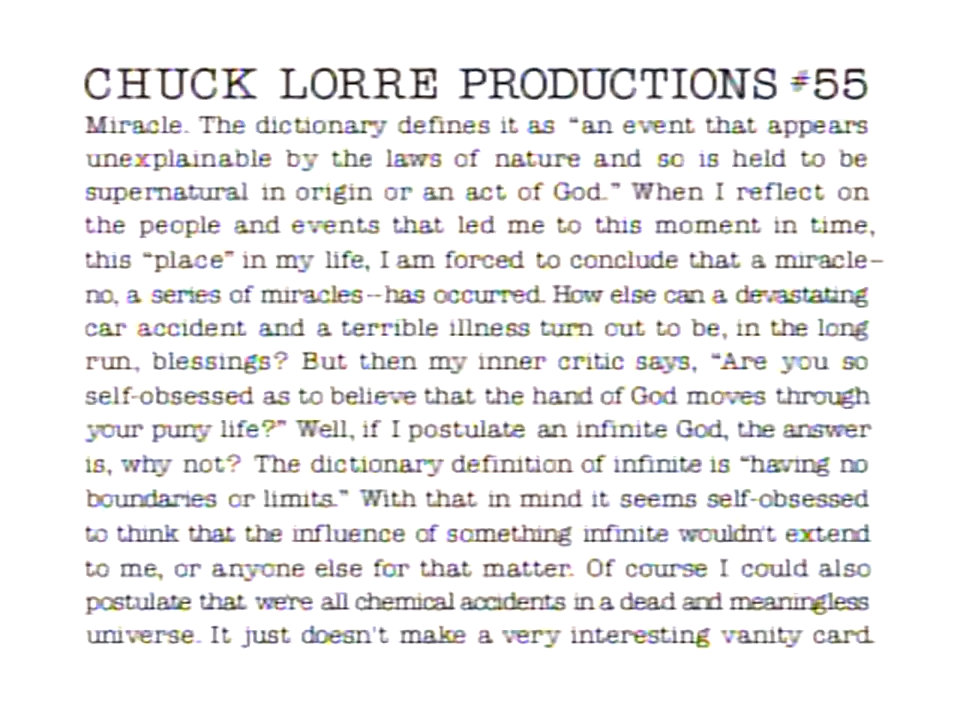 CHUCK LORRE PRODUCTIONS #55
Miracle. The dictionary defines it as "an event that appears
unexplainable by the laws of nature and so is held to be
supernatural in origin or an act of God." When I reflect on
the people and events that led me to this moment in time,
this "place" in my life, I am forced to conclude that a miracle-
no, a series of miracles--has occurred. How else can a devastating
car accident and a terrible illness turn out to be, in the long
run, blessings? But then my inner critic says, "Are you so
self-obsessed as to believe that the hand of God moves through
your puny life?" Well, if I postulate an infinite God, the answer
is, why not? The dictionary definition of infinite is "having no
boundaries or limits." With that in mind it seems self-obsessed
to think that the influence of something infinite wouldn't extend
to me, or anyone else for that matter. Of course I could also
postulate that we're all chemical accidents in a dead and meaningless
universe. It just doesn't make a very interesting vanity card.